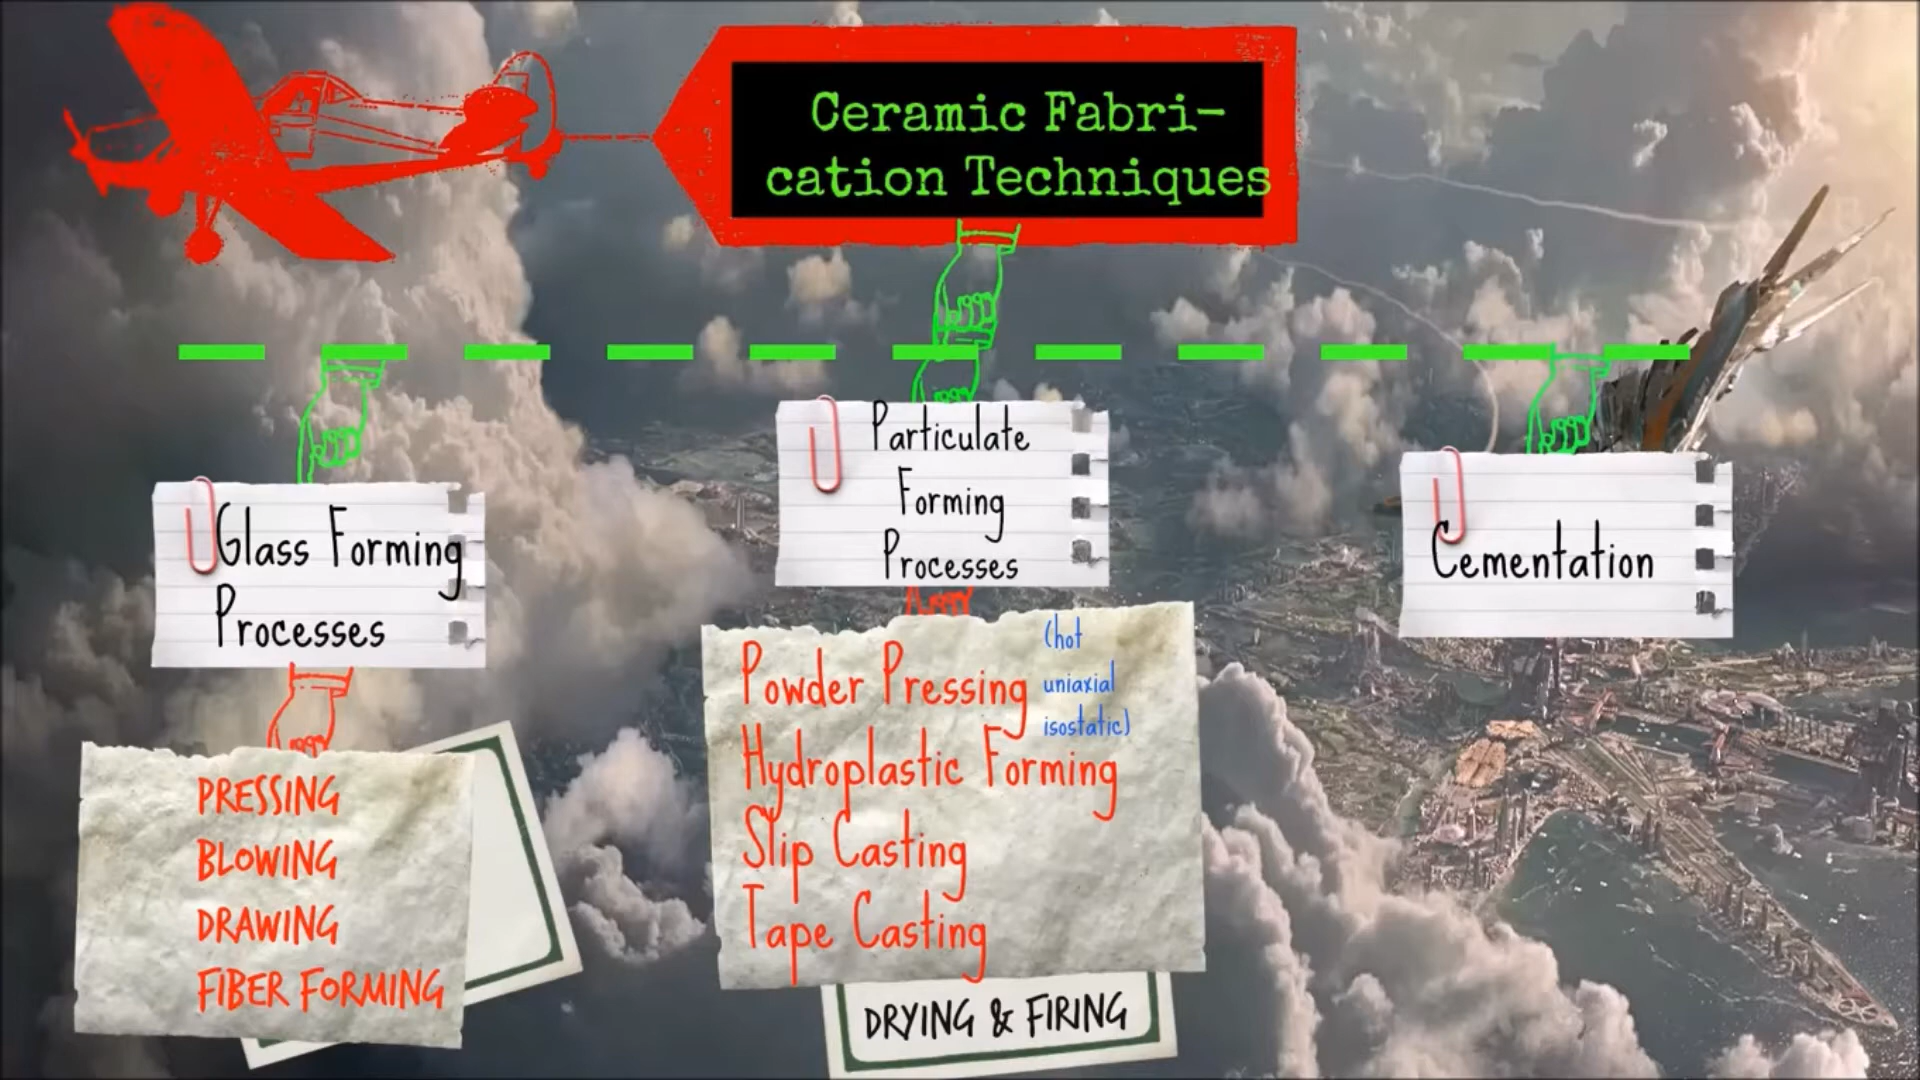 Ceramic Fabri-
cation Techniques
Glass Forming
Processes
PRESSING
BLOWING
DRAWING
FIBER FORMING
Particulate
Forming
Processes
Powder Pressing
(hot
uniaxial
isostatic)
Hydroplastic Forming
Slip Casting
Tape Casting
DRYING & FIRING
Cementation